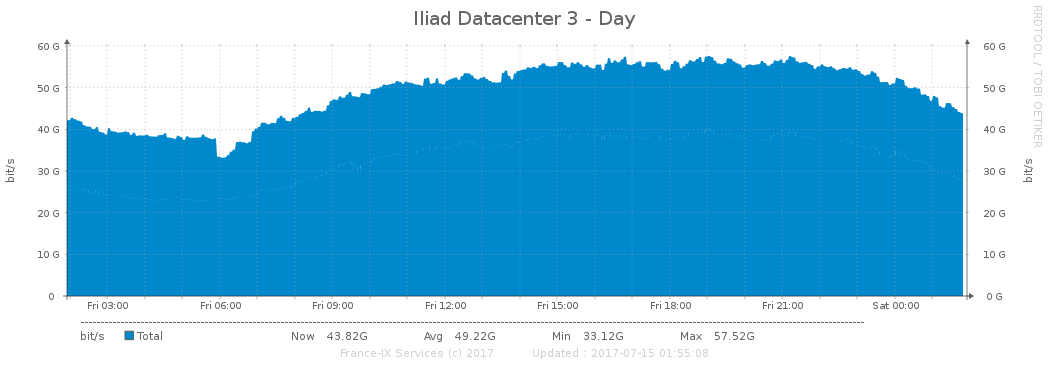 Iliad Datacenter 3 - Day
RRDTOOL / TOBI OETIKER
60 G 60 G
50 G 50 G
40 G 40 G
30 G 30 G
20 G 20 G
10 G 10 G
0 0 G
bit/s bit/s
Fri 03:00 Fri 06:00 Fri 09:00 Fri 12:00 Fri 15:00 Fri 18:00 Fri 21:00 Sat 00:00
bit/s Total Now 43.82G Avg 49.22G Min 33.12G Max 57.52G
France-IX Services (c) 2017 Updated : 2017-07-15 01:55:08